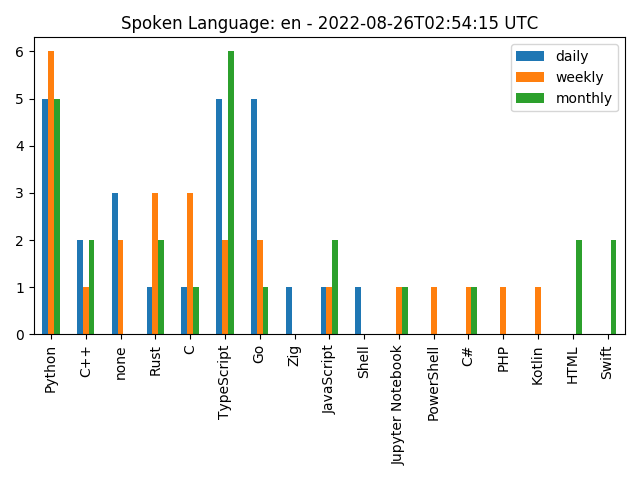 Spoken Language: en - 2022-08-26T02:54:15 UTC
daily
weekly
monthly
6
5
4
3
2
1
0
Python
C++
none
Rust
C
TypeScript
Go
Zig
JavaScript
Shell
Jupyter Notebook
PowerShell
C#
PHP
Kotlin
HTML
Swift